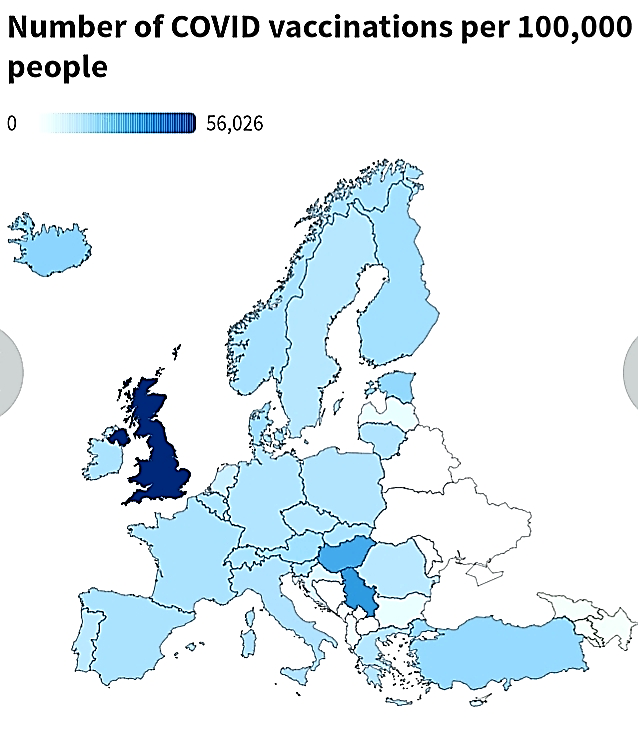 Number of COVID vaccinations per 100,000
people
0 56,026